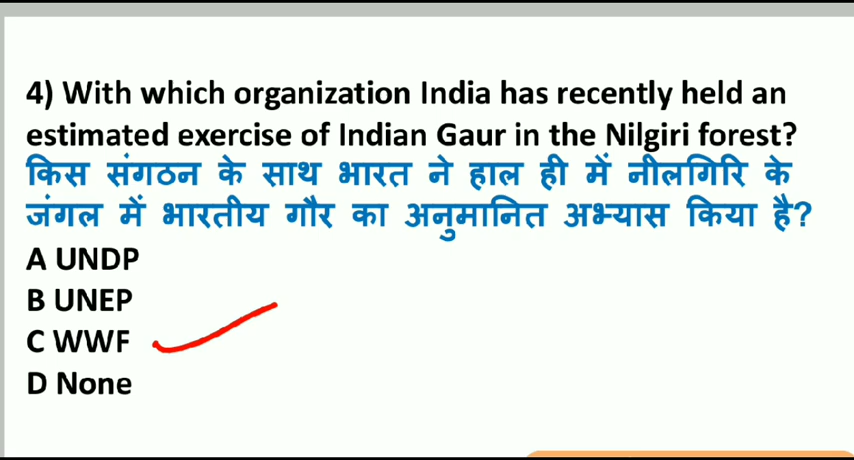 4) With which organization India has recently held an
estimated exercise of Indian Gaur in the Nilgiri forest?
किस संगठन के साथ भारत ने हाल ही में नीलगिरि के
जंगल में भारतीय गौर का अनुमानित अभ्यास किया है?
A UNDP
B UNEP
C WWF
D None